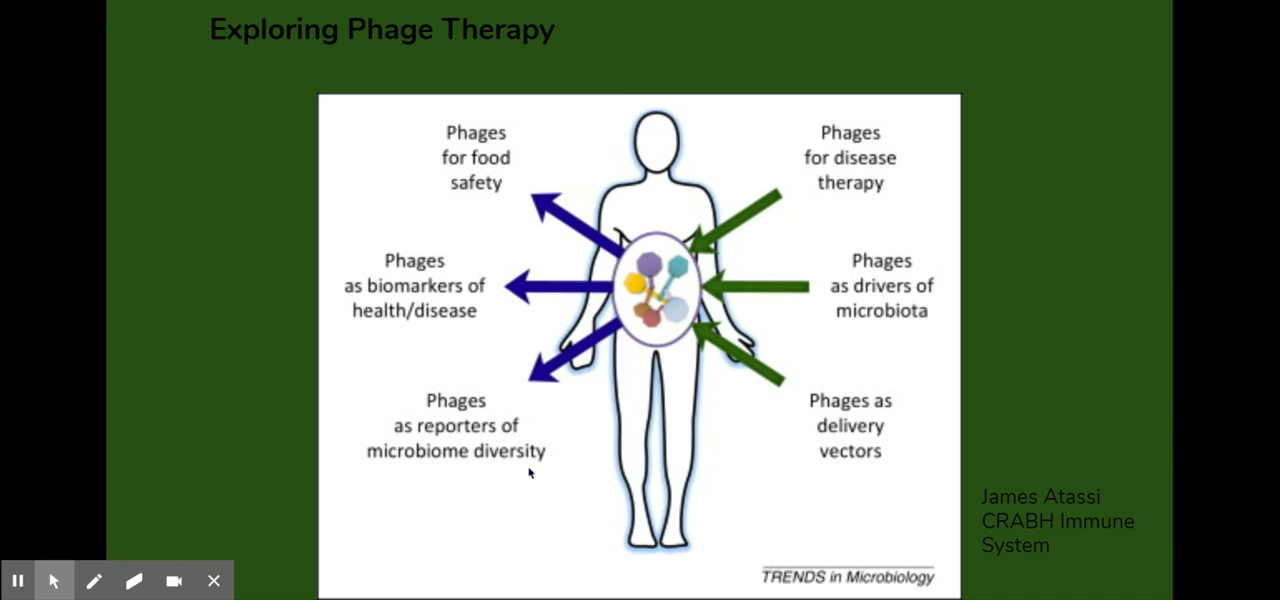 Exploring Phage Therapy
Phages
for food
safety
Phages
as biomarkers of
health/disease
Phages
as reporters of
microbiome diversity
Phages
for disease
therapy
Phages
as drivers of
microbiota
Phages as
delivery
vectors
TRENDS in Microbiology
James Atassi
CRABH Immune
System